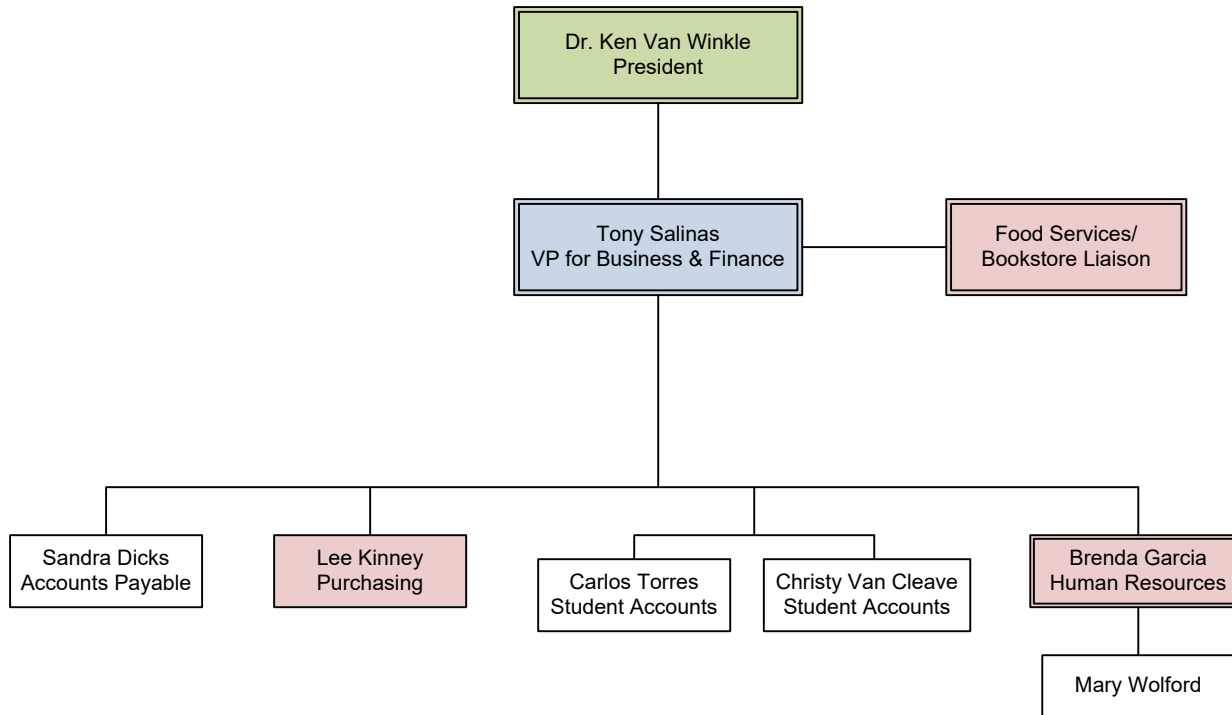 Dr. Ken Van Winkle
President
Tony Salinas
VP for Business & Finance
Food Services/
Bookstore Liaison
Sandra Dicks
Accounts Payable
Lee Kinney
Purchasing
Carlos Torres
Student Accounts
Christy Van Cleave
Student Accounts
Brenda Garcia
Human Resources
Mary Wolford